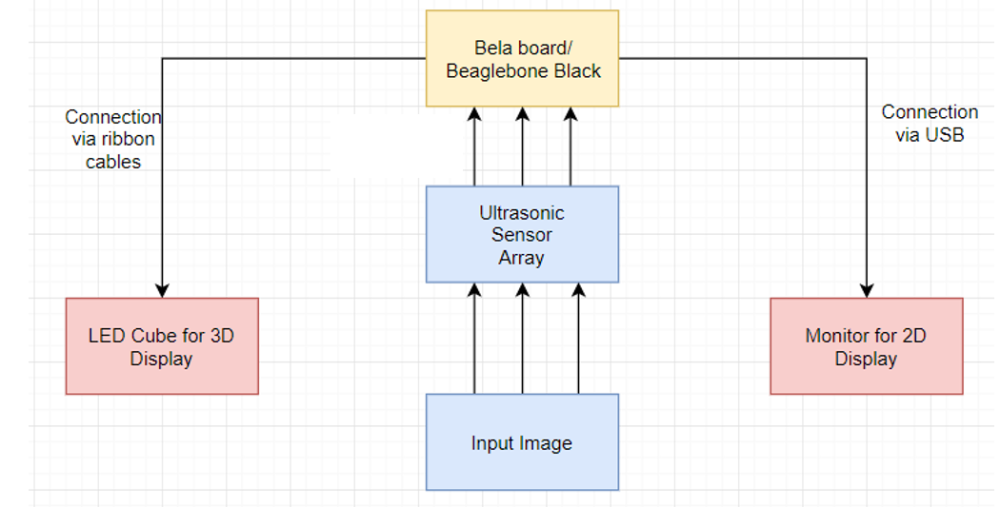 Bela board/
Beaglebone Black
Connection
via ribbon
cables
Connection
via USB
Ultrasonic
Sensor
Array
LED Cube for 3D
Display
Monitor for 2D
Display
Input Image